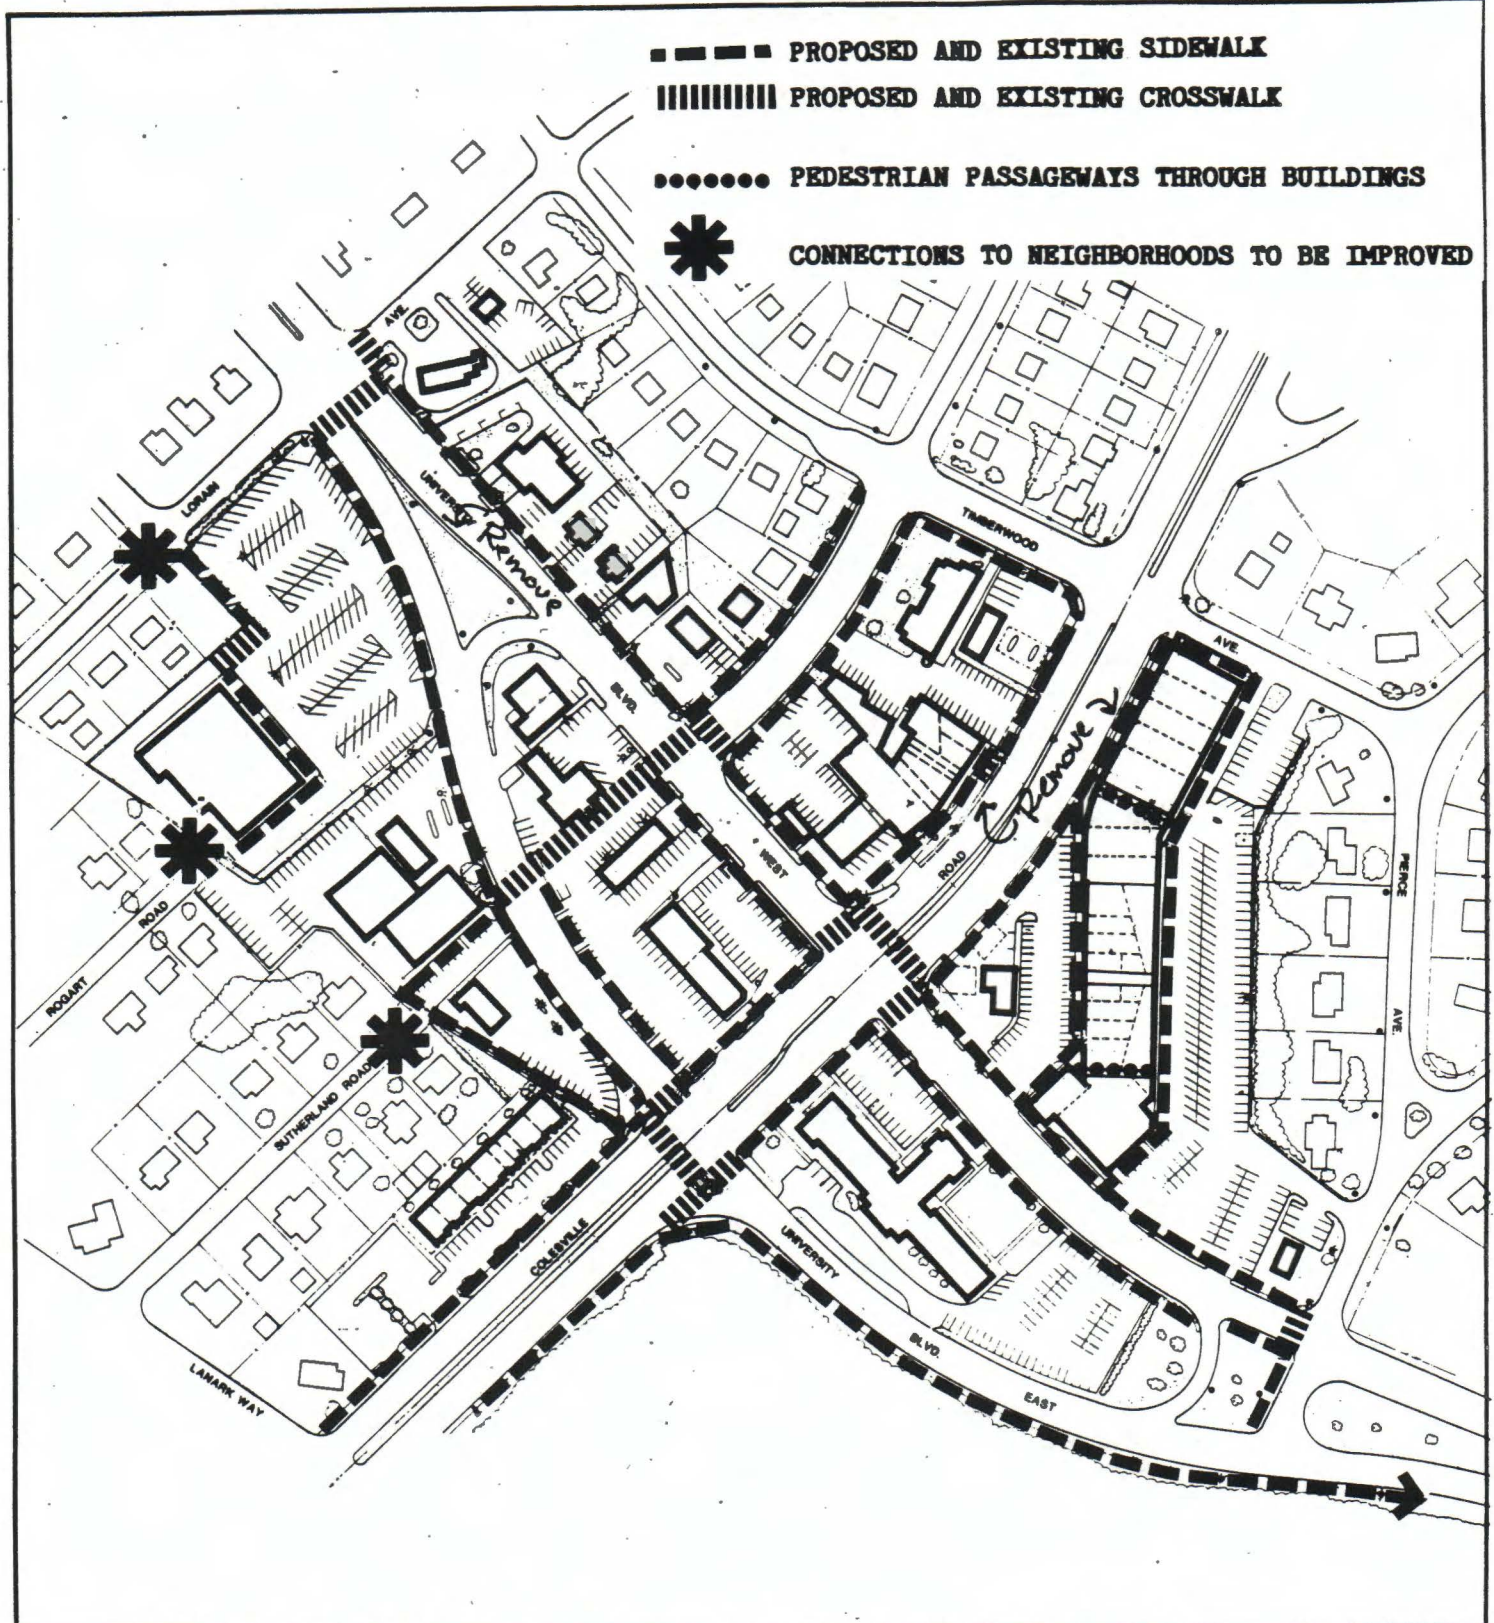 PROPOSED AND EXISTING SIDEWALK
PROPOSED AND EXISTING CROSSWALK
PEDESTRIAN PASSAGEWAYS THROUGH BUILDINGS
CONNECTIONS TO NEIGHBORHOODS TO BE IMPROVED
AVE.
LORAIN
UNIVERSITY
Remove
TIMBERWOOD
AVE.
BLVD.
Remove
WEST
ROAD
PIERCE
AVE.
ROGART
ROAD
SUTHERLAND ROAD
COLESVILLE
UNIVERSITY
BLVD.
EAST
LANARK WAY